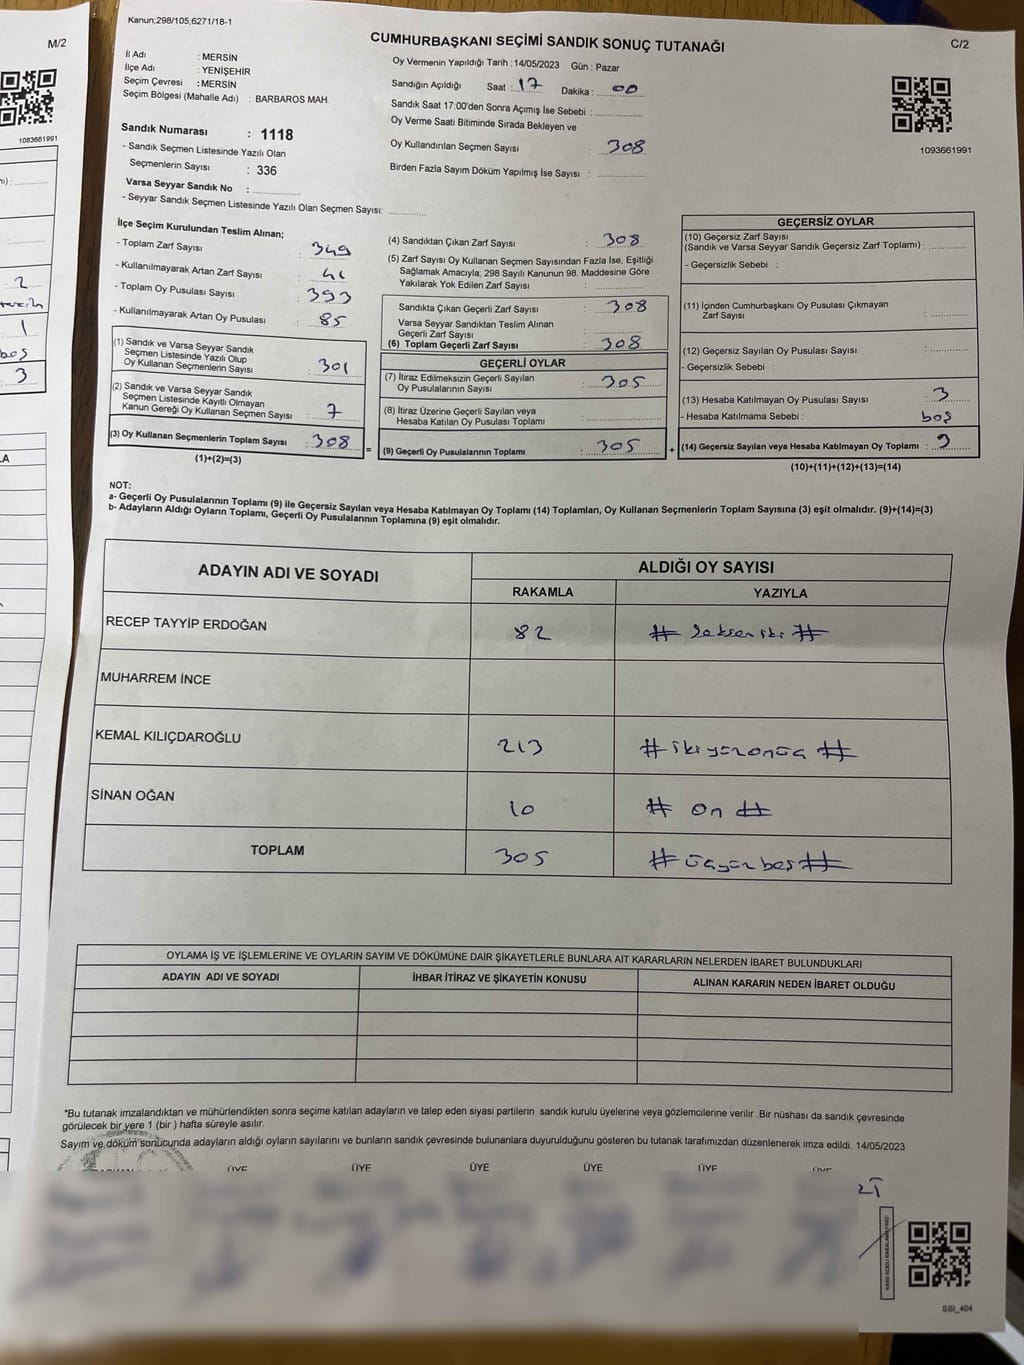 M/2
1083661991
2
1
boş
3
Kanun;298/105,6271/18-1
CUMHURBAŞKANI SEÇİMİ SANDIK SONUÇ TUTANAĞI
C/2
İl Adı : MERSİN
İlçe Adı : YENİŞEHİR
Seçim Çevresi : MERSİN
Seçim Bölgesi (Mahalle Adı) : BARBAROS MAH.
Sandık Numarası : 1118
- Sandık Seçmen Listesinde Yazılı Olan
Seçmenlerin Sayısı : 336
Varsa Seyyar Sandık No :
- Seyyar Sandık Seçmen Listesinde Yazılı Olan Seçmen Sayısı:
Oy Vermenin Yapıldığı Tarih :14/05/2023 Gün : Pazar
Sandığın Açıldığı Saat : 17 Dakika : 00
Sandık Saat 17:00'den Sonra Açımış İse Sebebi :
Oy Verme Saati Bitiminde Sırada Bekleyen ve
Oy Kullandırılan Seçmen Sayısı : 308
Birden Fazla Sayım Döküm Yapılmış İse Sayısı :
1093661991
İlçe Seçim Kurulundan Teslim Alınan;
- Toplam Zarf Sayısı : 349
- Kullanılmayarak Artan Zarf Sayısı : 41
- Toplam Oy Pusulası Sayısı : 393
- Kullanılmayarak Artan Oy Pusulası : 85
(1) Sandık ve Varsa Seyyar Sandık
Seçmen Listesinde Yazılı Olup
Oy Kullanan Seçmenlerin Sayısı : 301
(2) Sandık ve Varsa Seyyar Sandık
Seçmen Listesinde Kayıtlı Olmayan
Kanun Gereği Oy Kullanan Seçmen Sayısı : 7
(3) Oy Kullanan Seçmenlerin Toplam Sayısı : 308
(1)+(2)=(3)
(4) Sandıktan Çıkan Zarf Sayısı : 308
(5) Zarf Sayısı Oy Kullanan Seçmen Sayısından Fazla İse, Eşitliği
Sağlamak Amacıyla; 298 Sayılı Kanunun 98. Maddesine Göre
Yakılarak Yok Edilen Zarf Sayısı :
Sandıkta Çıkan Geçerli Zarf Sayısı : 308
Varsa Seyyar Sandıktan Teslim Alınan
Geçerli Zarf Sayısı :
(6) Toplam Geçerli Zarf Sayısı : 308
GEÇERLİ OYLAR
(7) İtiraz Edilmeksizin Geçerli Sayılan
Oy Pusulalarının Sayısı : 305
(8) İtiraz Üzerine Geçerli Sayılan veya
Hesaba Katılan Oy Pusulası Toplamı :
= (9) Geçerli Oy Pusulalarının Toplamı : 305
GEÇERSİZ OYLAR
(10) Geçersiz Zarf Sayısı
(Sandık ve Varsa Seyyar Sandık Geçersiz Zarf Toplamı) :
- Geçersizlik Sebebi :
(11) İçinden Cumhurbaşkanı Oy Pusulası Çıkmayan
Zarf Sayısı :
(12) Geçersiz Sayılan Oy Pusulası Sayısı :
- Geçersizlik Sebebi :
(13) Hesaba Katılmayan Oy Pusulası Sayısı : 3
- Hesaba Katılmama Sebebi : boş
+ (14) Geçersiz Sayılan veya Hesaba Katılmayan Oy Toplamı : 3
(10)+(11)+(12)+(13)=(14)
NOT:
a- Geçerli Oy Pusulalarının Toplamı (9) ile Geçersiz Sayılan veya Hesaba Katılmayan Oy Toplamı (14) Toplamları, Oy Kullanan Seçmenlerin Toplam Sayısına (3) eşit olmalıdır. (9)+(14)=(3)
b- Adayların Aldığı Oyların Toplamı, Geçerli Oy Pusulalarının Toplamına (9) eşit olmalıdır.
ADAYIN ADI VE SOYADI
ALDIĞI OY SAYISI
RAKAMLA
YAZIYLA
RECEP TAYYİP ERDOĞAN 82 # Seksen iki #
MUHARREM İNCE
KEMAL KILIÇDAROĞLU 213 # ikiyüzonüç #
SİNAN OĞAN 10 # on #
TOPLAM 305 # üçyüzbeş #
OYLAMA İŞ VE İŞLEMLERİNE VE OYLARIN SAYIM VE DÖKÜMÜNE DAİR ŞİKAYETLERLE BUNLARA AİT KARARLARIN NELERDEN İBARET BULUNDUKLARI
ADAYIN ADI VE SOYADI
İHBAR İTİRAZ VE ŞİKAYETİN KONUSU
ALINAN KARARIN NEDEN İBARET OLDUĞU
*Bu tutanak imzalandıktan ve mühürlendikten sonra seçime katılan adayların ve talep eden siyasi partilerin sandık kurulu üyelerine veya gözlemcilerine verilir .Bir nüshası da sandık çevresinde
görülecek bir yere 1 (bir ) hafta süreyle asılır.
Sayım ve döküm sonucunda adayların aldığı oyların sayılarını ve bunların sandık çevresinde bulunanlara duyurulduğunu gösteren bu tutanak tarafımızdan düzenlenerek imza edildi. 14/05/2023
ÜYE ÜYE ÜYE ÜYE ÜYE ÜYE
SSI_404